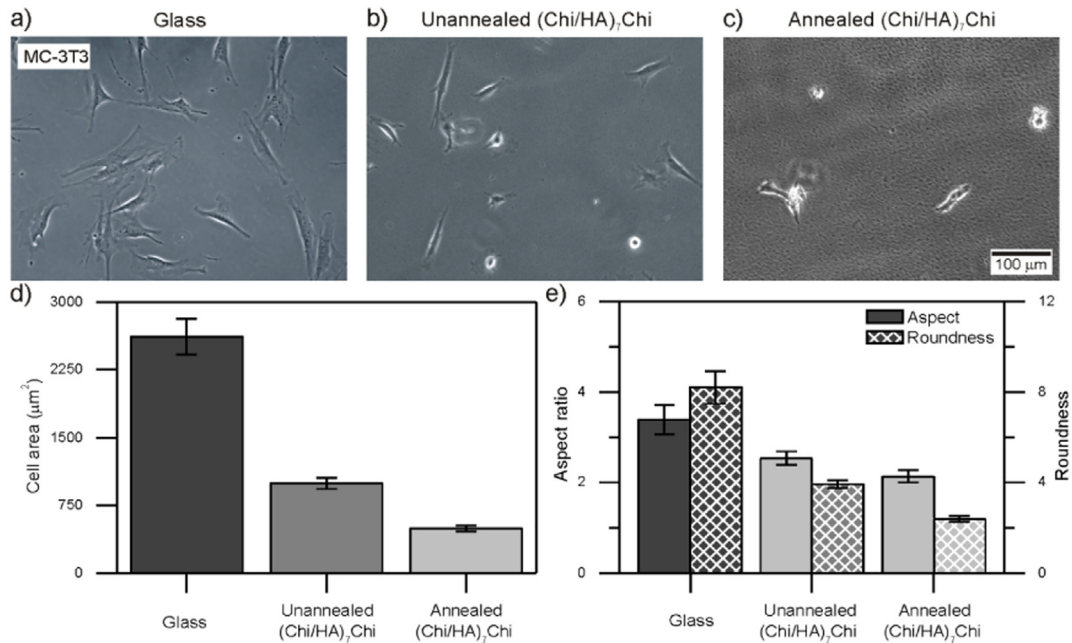 a) Glass
b) Unannealed (Chi/HA)₇Chi
c) Annealed (Chi/HA)₇Chi
MC-3T3
100 μm
d)
3000
2250
1500
750
0
Cell area (μm²)
Glass
Unannealed
(Chi/HA)₇Chi
Annealed
(Chi/HA)₇Chi
e)
6
4
2
0
Aspect ratio
Aspect
Roundness
12
8
4
0
Roundness
Glass
Unannealed
(Chi/HA)₇Chi
Annealed
(Chi/HA)₇Chi